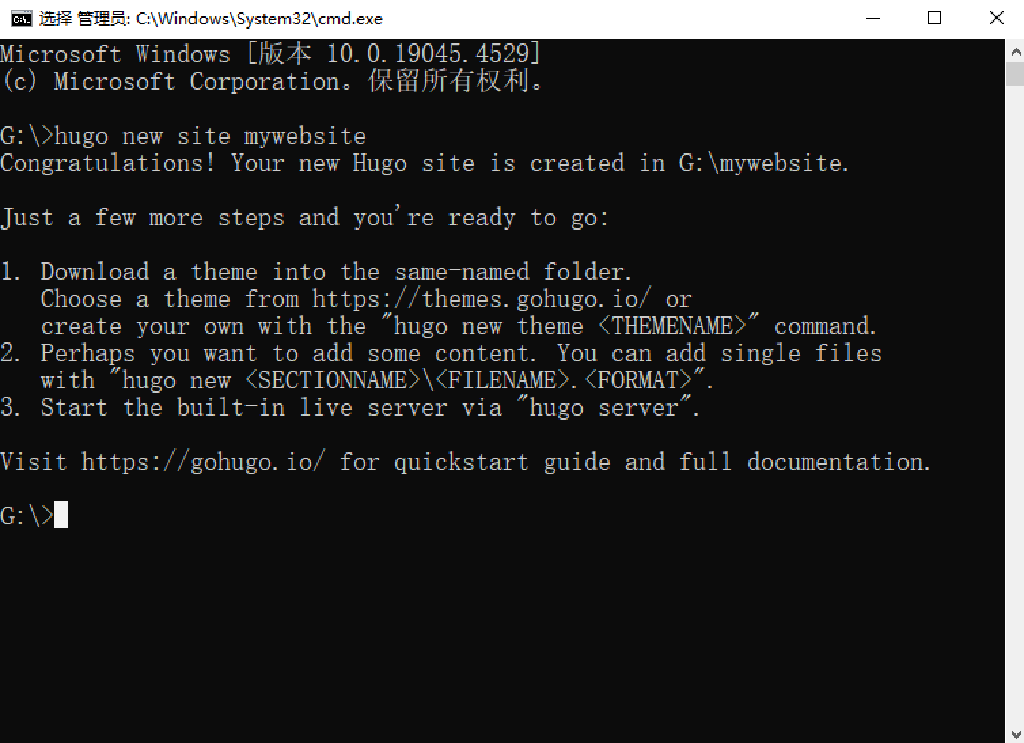 选择 管理员: C:\Windows\System32\cmd.exe
Microsoft Windows [版本 10.0.19045.4529]
(c) Microsoft Corporation。保留所有权利。
G:\>hugo new site mywebsite
Congratulations! Your new Hugo site is created in G:\mywebsite.
Just a few more steps and you're ready to go:
1. Download a theme into the same-named folder.
Choose a theme from https://themes.gohugo.io/ or
create your own with the "hugo new theme <THEMENAME>" command.
2. Perhaps you want to add some content. You can add single files
with "hugo new <SECTIONNAME>\<FILENAME>.<FORMAT>".
3. Start the built-in live server via "hugo server".
Visit https://gohugo.io/ for quickstart guide and full documentation.
G:\>